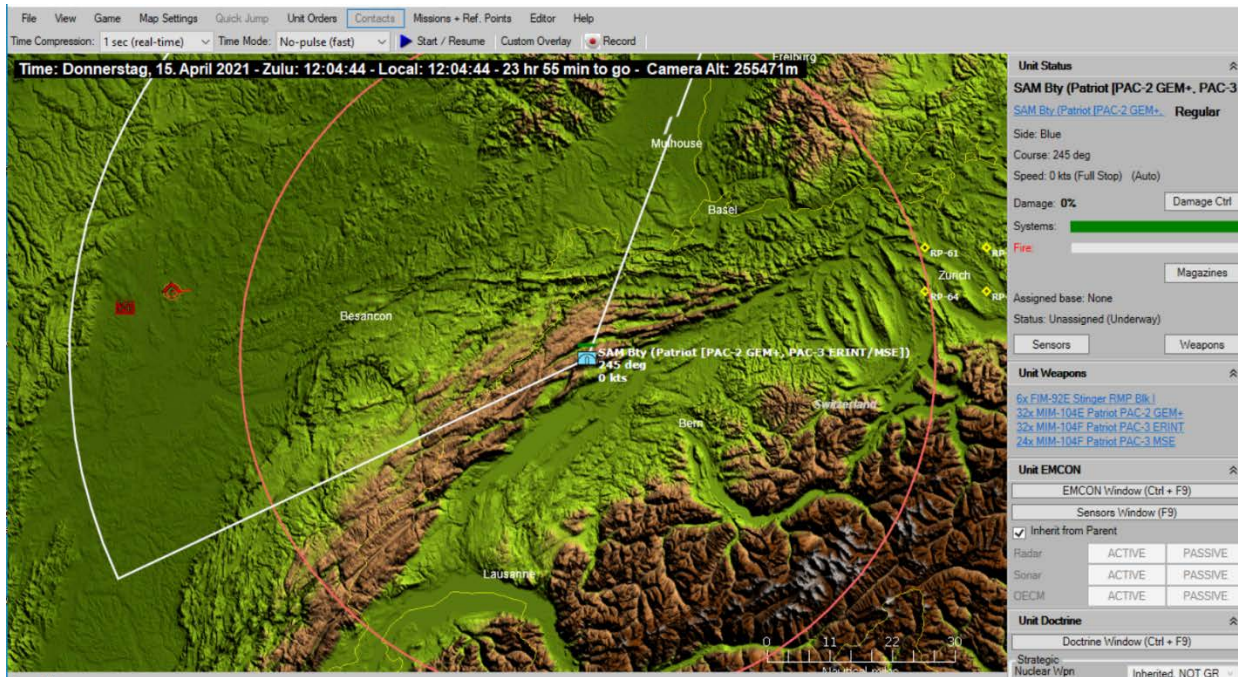 File View Game Map Settings Quick Jump Unit Orders Contacts Missions + Ref. Points Editor Help
Time Compression: 1 sec (real-time) Time Mode: No-pulse (fast) Start / Resume Custom Overlay Record
Time: Donnerstag, 15. April 2021 - Zulu: 12:04:44 - Local: 12:04:44 - 23 hr 55 min to go - Camera Alt: 255471m
Freiburg
Mulhouse
Basel
RP-61
Zürich
RP-64
Besancon
SAM Bty (Patriot [PAC-2 GEM+, PAC-3 ERINT/MSE])
245 deg
0 kts
Switzerland
Bern
Lausanne
0 11 22 30
Nautical miles
Unit Status
SAM Bty (Patriot [PAC-2 GEM+, PAC-3
SAM Bty (Patriot [PAC-2 GEM+, Regular
Side: Blue
Course: 245 deg
Speed: 0 kts (Full Stop) (Auto)
Damage: 0% Damage Ctrl
Systems:
Fire:
Magazines
Assigned base: None
Status: Unassigned (Underway)
Sensors Weapons
Unit Weapons
6x FIM-92E Stinger RMP Blk I
32x MIM-104E Patriot PAC-2 GEM+
32x MIM-104F Patriot PAC-3 ERINT
24x MIM-104F Patriot PAC-3 MSE
Unit EMCON
EMCON Window (Ctrl + F9)
Sensors Window (F9)
Inherit from Parent
Radar ACTIVE PASSIVE
Sonar ACTIVE PASSIVE
OECM ACTIVE PASSIVE
Unit Doctrine
Doctrine Window (Ctrl + F9)
Strategic
Nuclear Wpn Inherited, NOT GR